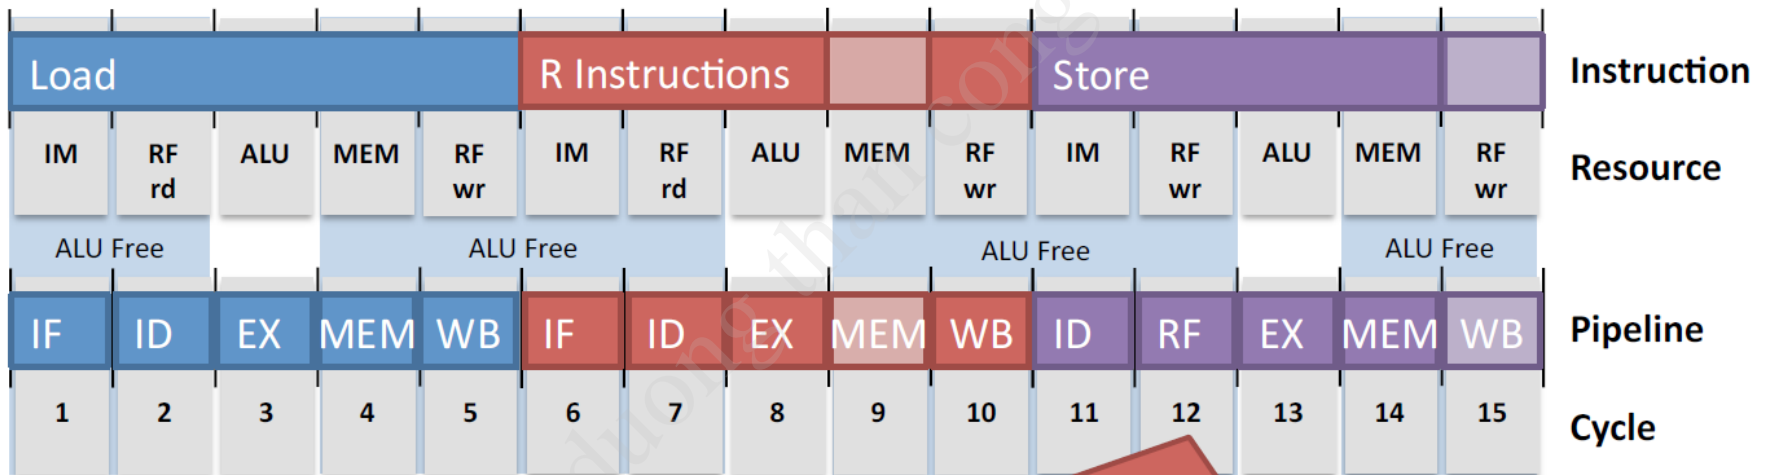 Load R Instructions Store Instruction
IM RF rd ALU MEM RF wr IM RF rd ALU MEM RF wr IM RF wr ALU MEM RF wr Resource
ALU Free ALU Free ALU Free ALU Free
IF ID EX MEM WB IF ID EX MEM WB ID RF EX MEM WB Pipeline
1 2 3 4 5 6 7 8 9 10 11 12 13 14 15 Cycle
duong than cong